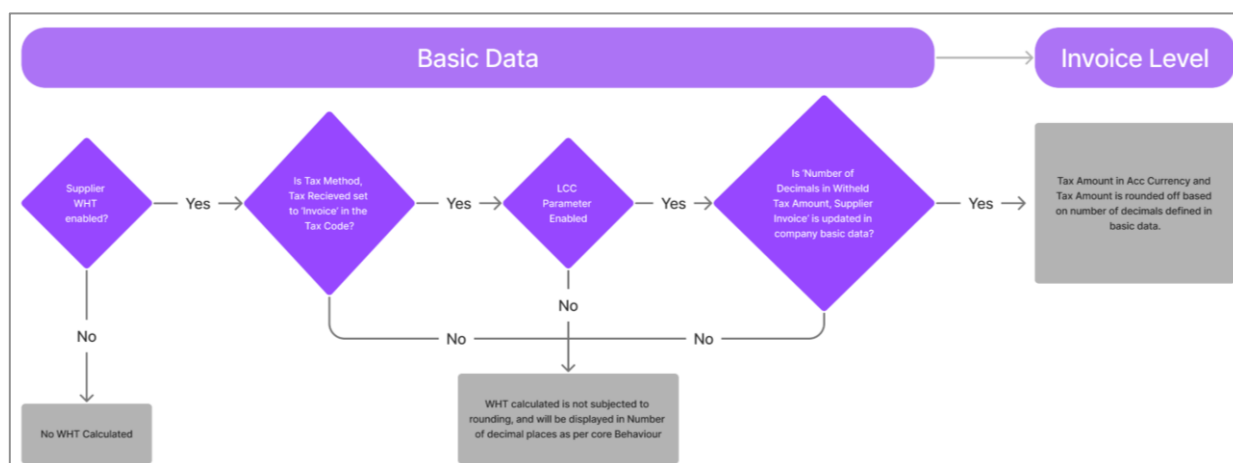 Basic Data
Invoice Level
Supplier
WHT
enabled?
Yes
Is Tax Method,
Tax Recieved set
to 'Invoice' in the
Tax Code?
Yes
LCC
Parameter
Enabled
Yes
Is 'Number of
Decimals in Witheld
Tax Amount, Supplier
Invoice' is updated in
company basic data?
Yes
Tax Amount in Acc Currency and
Tax Amount is rounded off based
on number of decimals defined in
basic data.
No
No
No
No
No WHT Calculated
WHT calculated is not subjected to
rounding, and will be displayed in Number
of decimal places as per core Behaviour